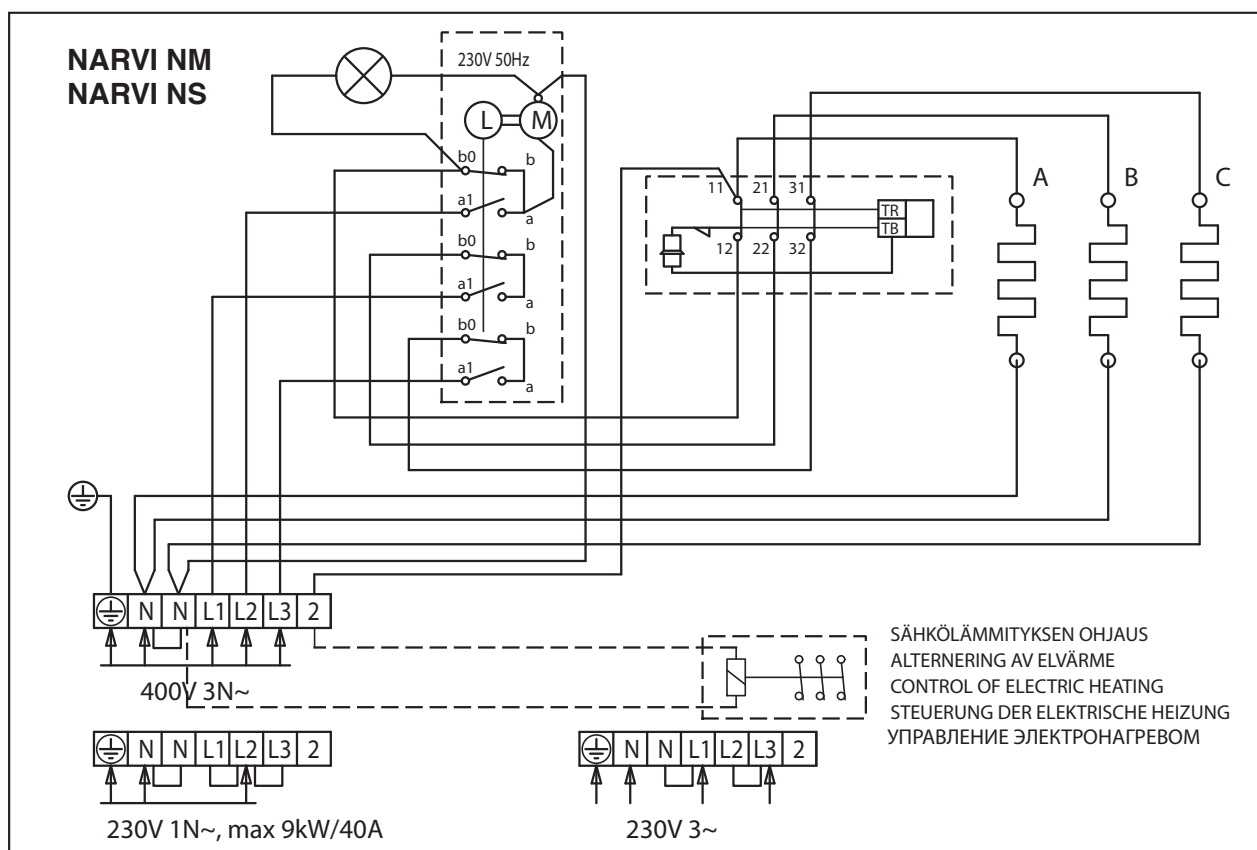 NARVI NM
NARVI NS
230V 50Hz
L
M
b0
b
a1
a
b0
b
a1
a
b0
b
a1
a
11
21
31
TR
TB
12
22
32
A
B
C
N
N
L1
L2
L3
2
400V 3N~
SÄHKÖLÄMMITYKSEN OHJAUS
ALTERNERING AV ELVÄRME
CONTROL OF ELECTRIC HEATING
STEUERUNG DER ELEKTRISCHE HEIZUNG
УПРАВЛЕНИЕ ЭЛЕКТРОНАГРЕВОМ
N
N
L1
L2
L3
2
230V 1N~, max 9kW/40A
N
N
L1
L2
L3
2
230V 3~